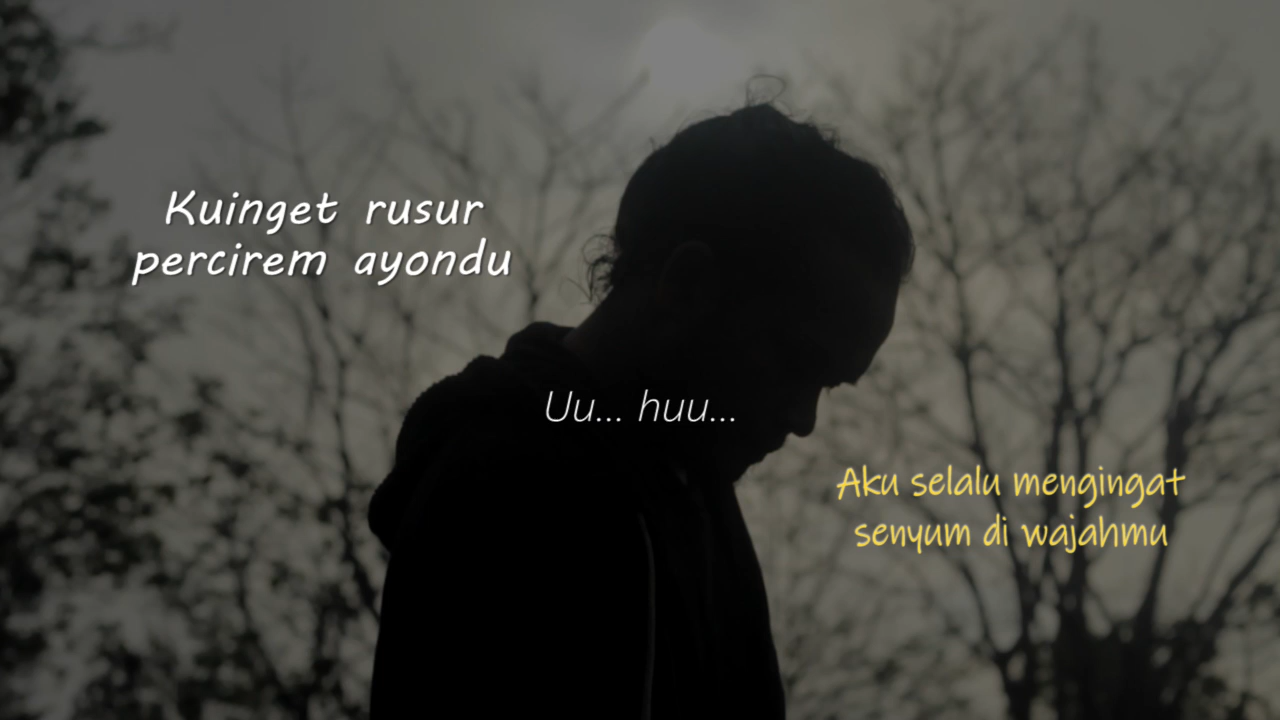 Kuinget rusur
percirem ayondu
Uu... huu...
Aku selalu mengingat
senyum di wajahmu